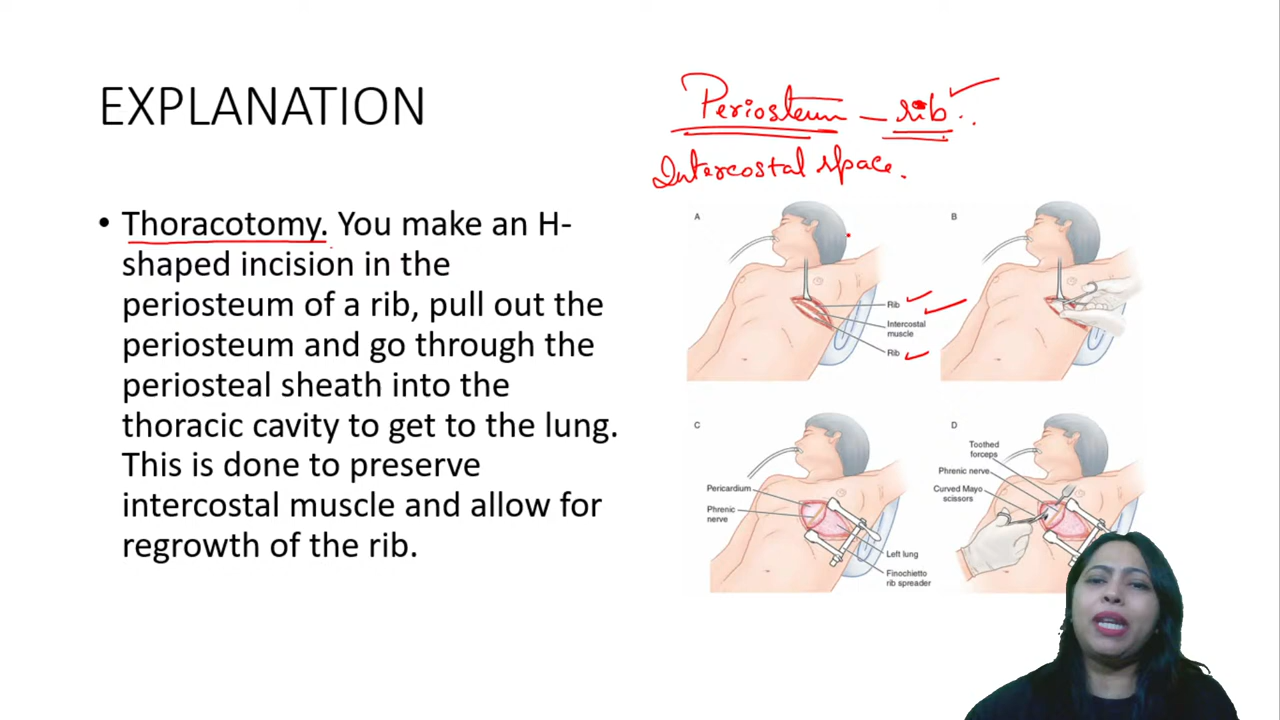 EXPLANATION
Periosteum - rib ..
Intercostal space.
• Thoracotomy. You make an H-
shaped incision in the
periosteum of a rib, pull out the
periosteum and go through the
periosteal sheath into the
thoracic cavity to get to the lung.
This is done to preserve
intercostal muscle and allow for
regrowth of the rib.
A
Rib
Intercostal
muscle
Rib
B
C
Pericardium
Phrenic
nerve
Left lung
Finochietto
rib spreader
D
Toothed
forceps
Phrenic nerve
Curved Mayo
scissors